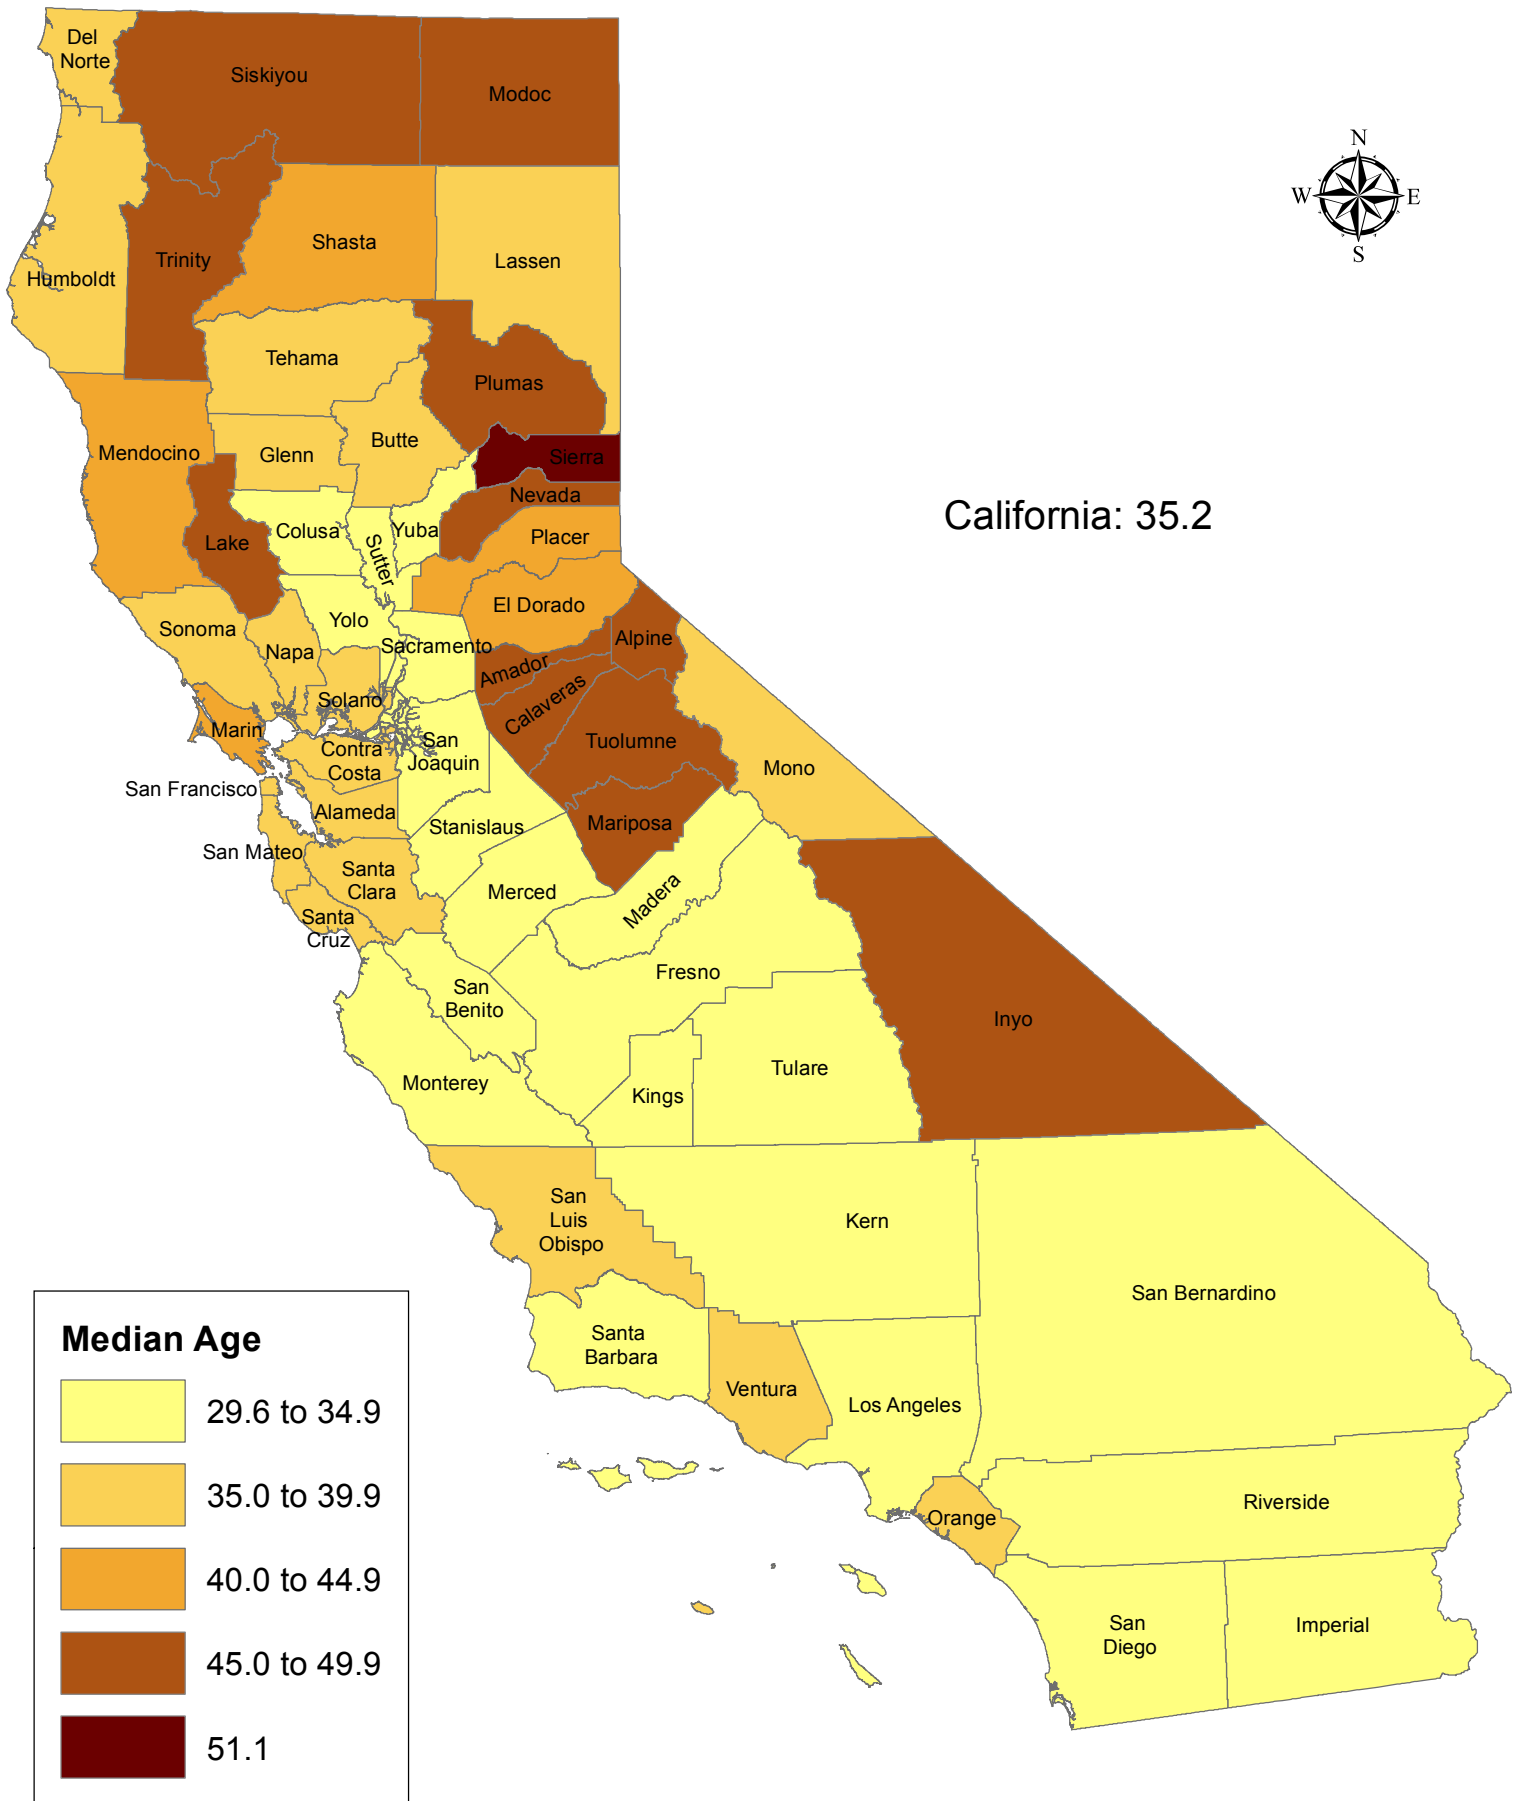 Del
Norte
Siskiyou
Modoc
N
W
E
S
Shasta
Trinity
Lassen
Humboldt
Tehama
Plumas
Butte
Mendocino
Glenn
Sierra
Nevada
California: 35.2
Colusa
Yuba
Sutter
Placer
Lake
El Dorado
Yolo
Sonoma
Sacramento
Alpine
Napa
Amador
Solano
Calaveras
Marin
San
Joaquin
Tuolumne
Contra
Costa
Mono
San Francisco
Alameda
Stanislaus
Mariposa
San Mateo
Santa
Clara
Merced
Madera
Santa
Cruz
Fresno
San
Benito
Inyo
Tulare
Monterey
Kings
San
Luis
Obispo
Kern
San Bernardino
Santa
Barbara
Ventura
Los Angeles
Riverside
Orange
San
Diego
Imperial
Median Age
29.6 to 34.9
35.0 to 39.9
40.0 to 44.9
45.0 to 49.9
51.1